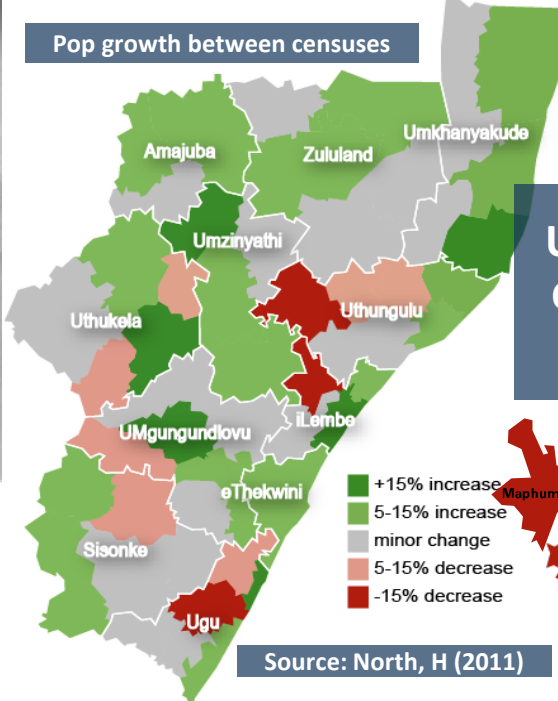 Pop growth between censuses
Umkhanyakude
Amajuba
Zululand
Umzinyathi
Uthungulu
Uthukela
iLembe
UMgungundlovu
eThekwini
+15% increase
5-15% increase
minor change
5-15% decrease
-15% decrease
Sisonke
Ugu
Source: North, H (2011)